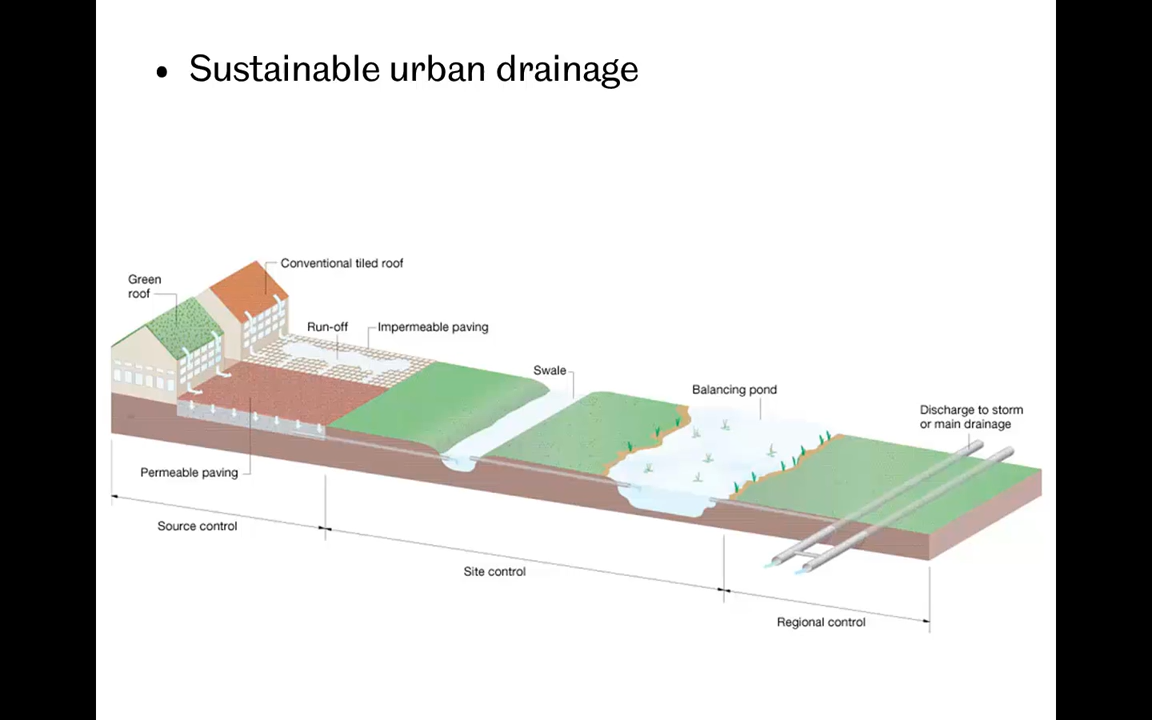 • Sustainable urban drainage
Conventional tiled roof
Green
roof
Run-off
Impermeable paving
Swale
Balancing pond
Discharge to storm
or main drainage
Permeable paving
Source control
Site control
Regional control